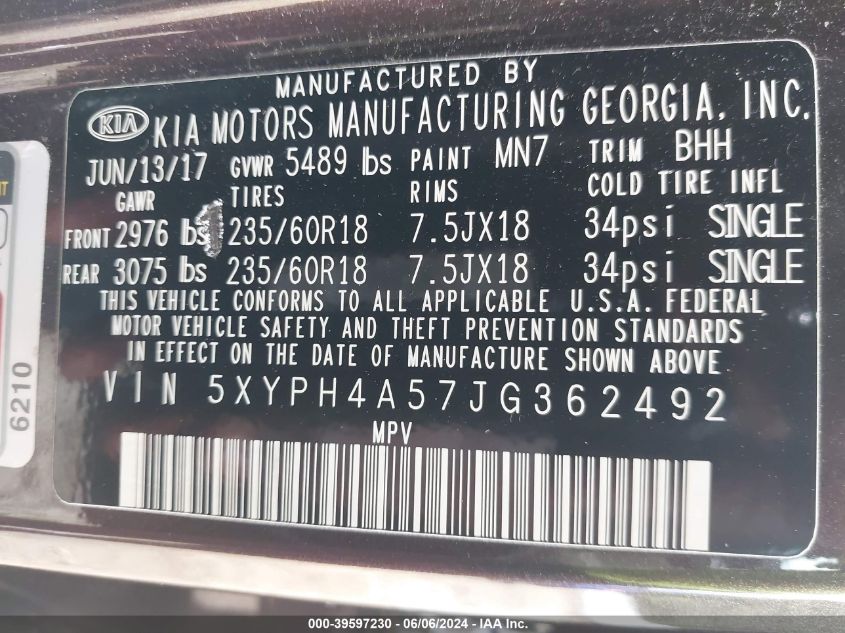 MANUFACTURED BY
KIA KIA MOTORS MANUFACTURING GEORGIA, INC.
JUN/13/17 GVWR 5489 lbs PAINT MN7 TRIM BHH
GAWR TIRES RIMS COLD TIRE INFL
FRONT 2976 lbs 235/60R18 7.5JX18 34psi SINGLE
REAR 3075 lbs 235/60R18 7.5JX18 34psi SINGLE
THIS VEHICLE CONFORMS TO ALL APPLICABLE U.S.A. FEDERAL
MOTOR VEHICLE SAFETY AND THEFT PREVENTION STANDARDS
IN EFFECT ON THE DATE OF MANUFACTURE SHOWN ABOVE
VIN 5XYPH4A57JG362492
MPV
6210
000-39597230 - 06/06/2024 - IAA Inc.